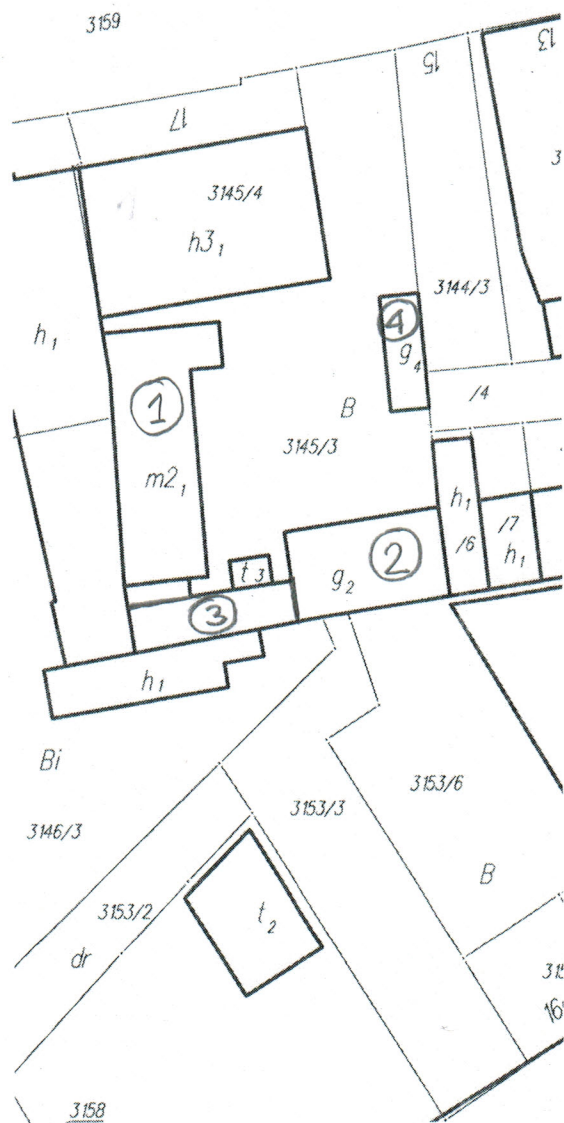 3159
13
15
17
3145/4
h3₁
3144/3
④
g₄
h₁
①
/4
B
3145/3
m2₁
h₁
/7
/6
h₁
②
t₃
g₂
③
h₁
Bi
3153/6
3153/3
3146/3
B
3153/2
t₂
dr
3158